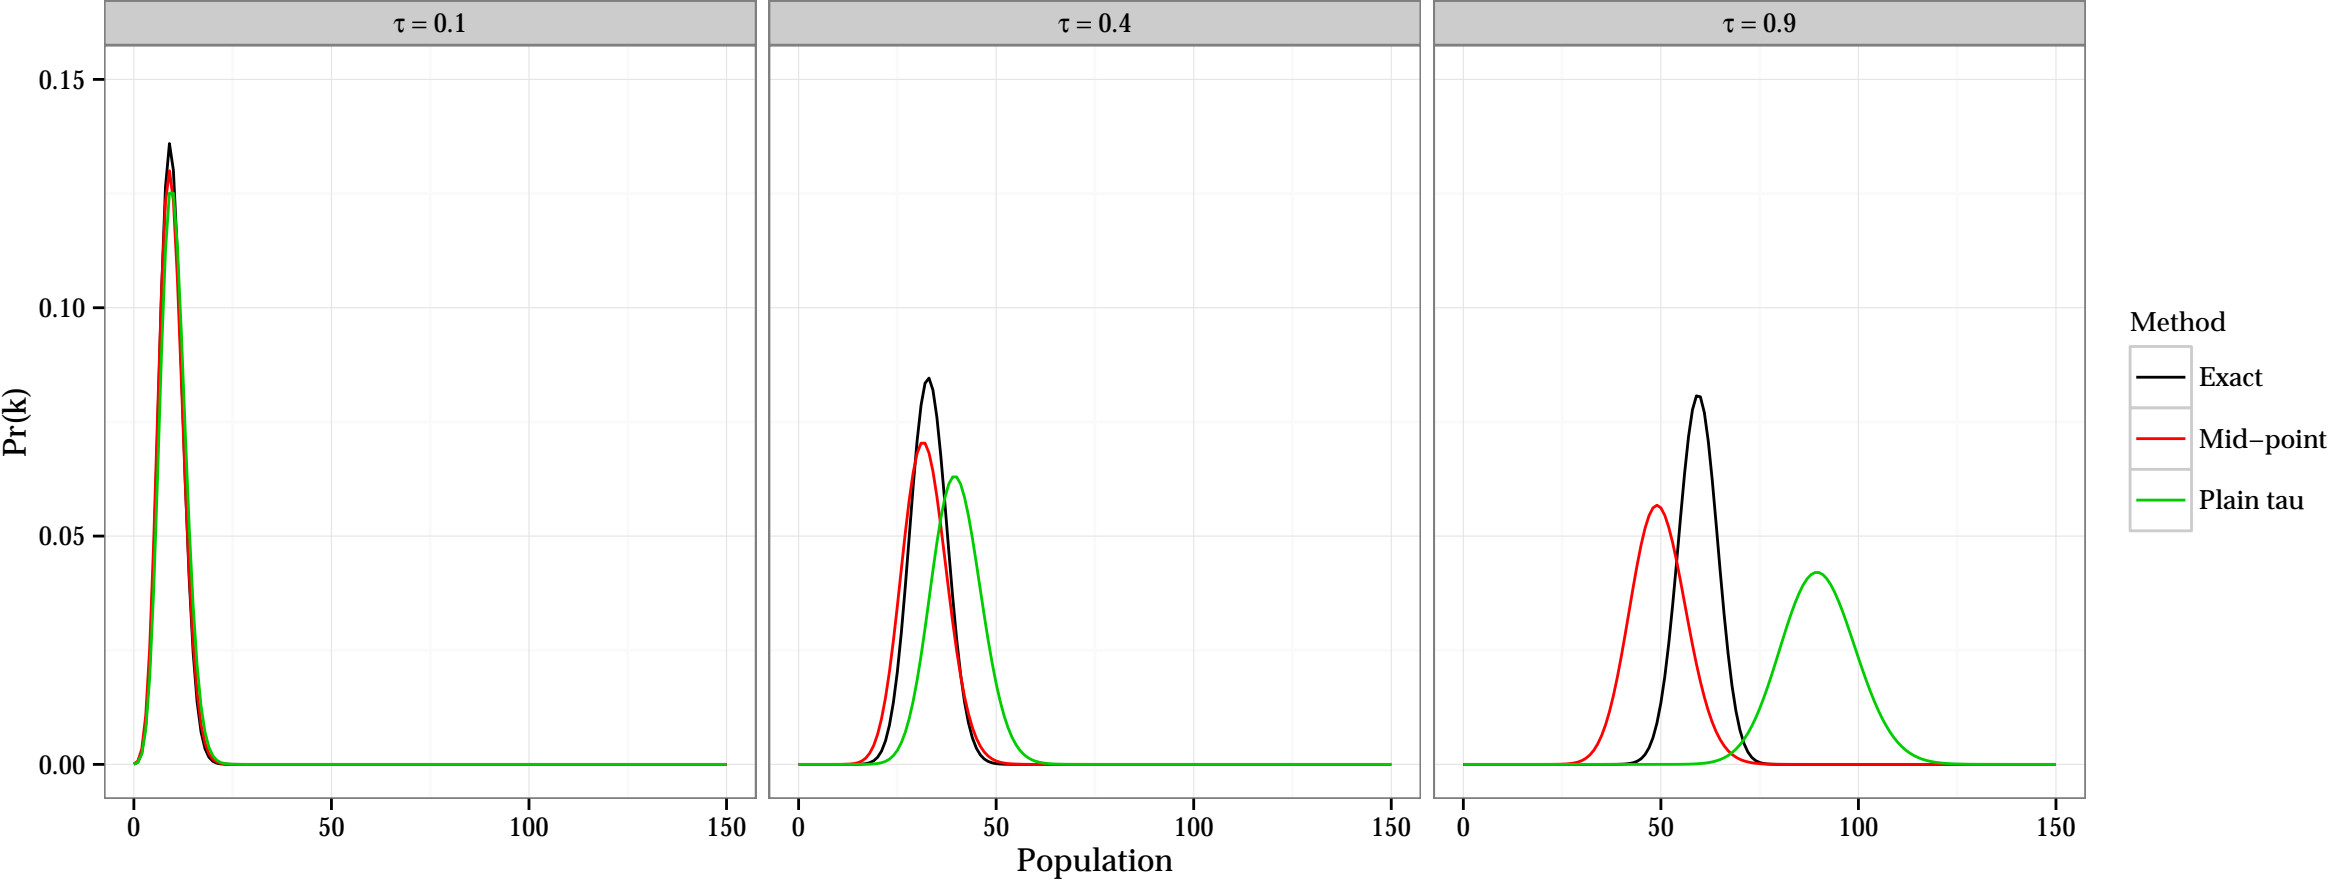 τ = 0.1
τ = 0.4
τ = 0.9
0.15
0.10
0.05
0.00
Pr(k)
0 50 100 150
0 50 100 150
0 50 100 150
Population
Method
Exact
Mid−point
Plain tau